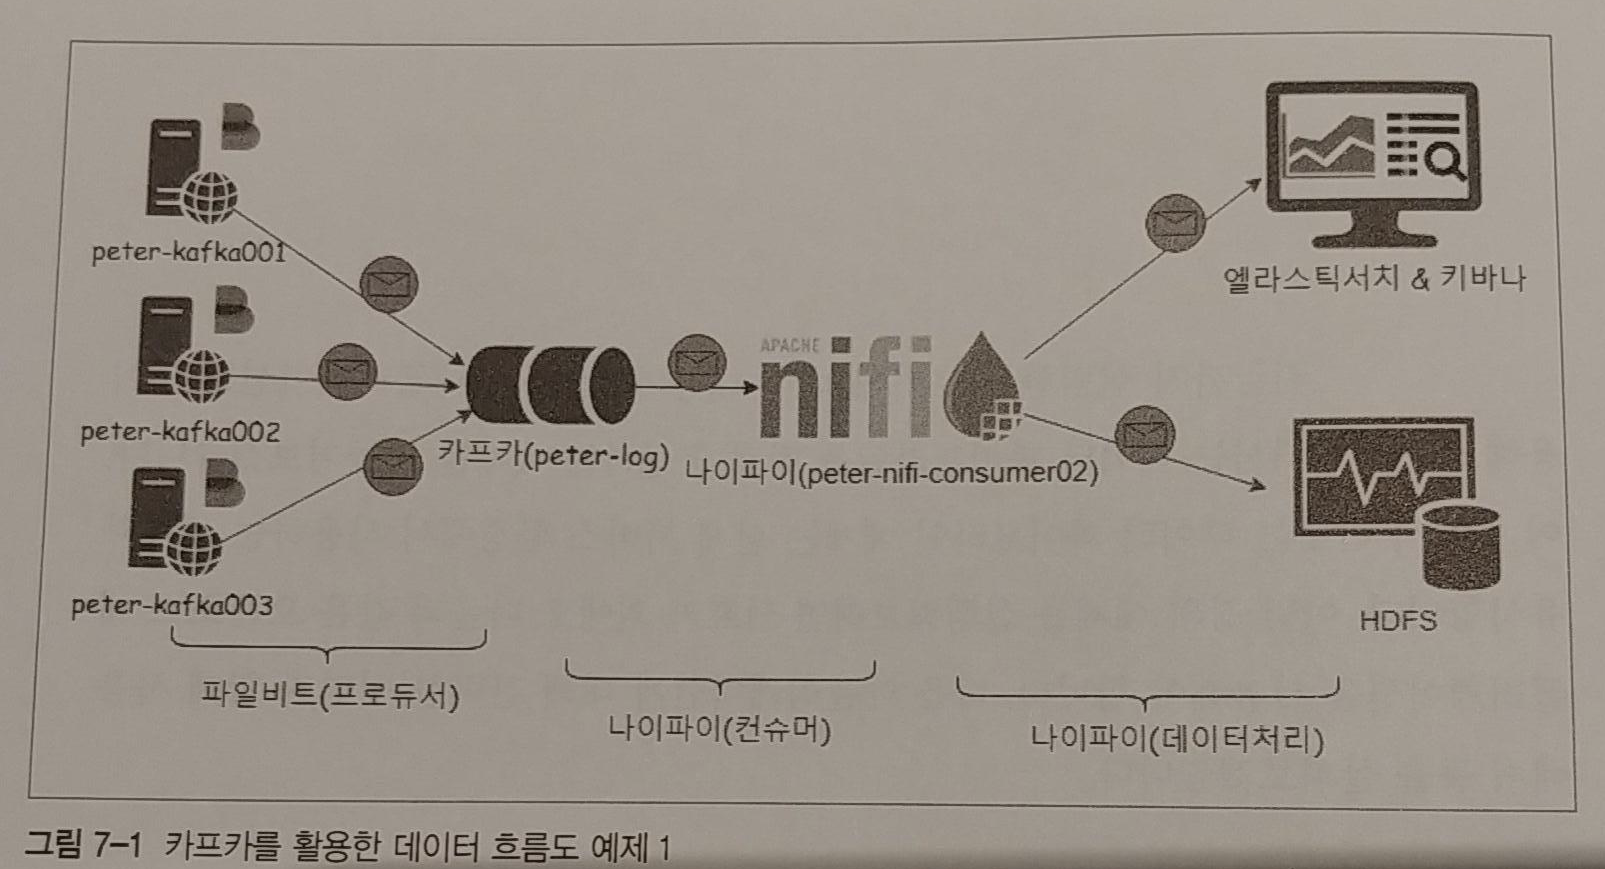 peter-kafka001
peter-kafka002
peter-kafka003
카프카(peter-log)
APACHE
nifi
나이파이(peter-nifi-consumer02)
엘라스틱서치 & 키바나
HDFS
파일비트(프로듀서)
나이파이(컨슈머)
나이파이(데이터처리)
그림 7-1 카프카를 활용한 데이터 흐름도 예제 1